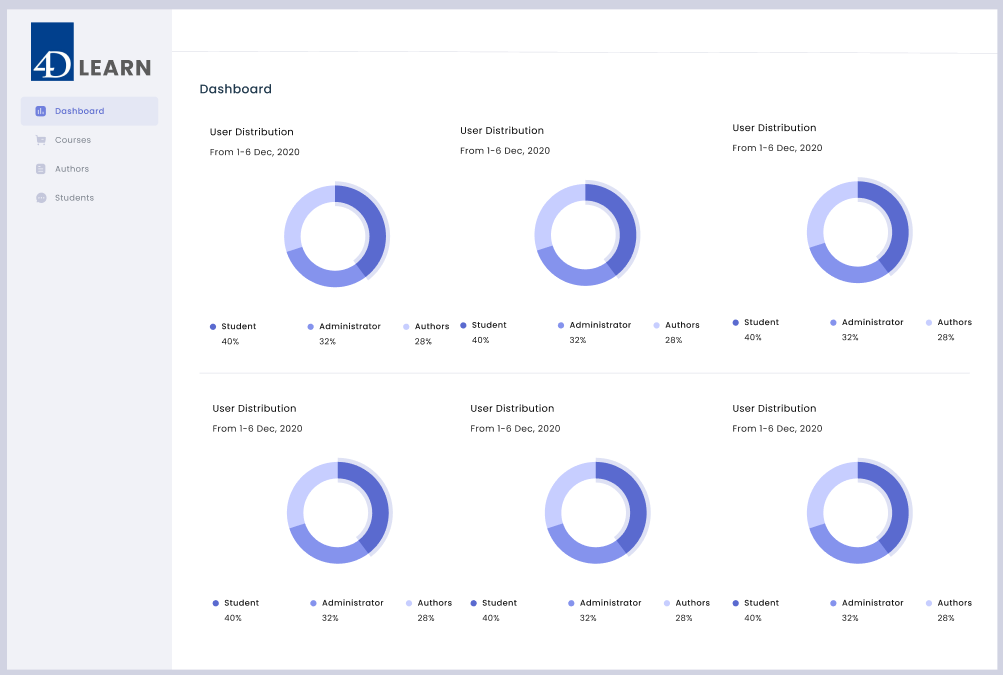 4D LEARN
Dashboard
Courses
Authors
Students
Dashboard
User Distribution
From 1-6 Dec, 2020
Student
40%
Administrator
32%
Authors
28%
User Distribution
From 1-6 Dec, 2020
Student
40%
Administrator
32%
Authors
28%
User Distribution
From 1-6 Dec, 2020
Student
40%
Administrator
32%
Authors
28%
User Distribution
From 1-6 Dec, 2020
Student
40%
Administrator
32%
Authors
28%
User Distribution
From 1-6 Dec, 2020
Student
40%
Administrator
32%
Authors
28%
User Distribution
From 1-6 Dec, 2020
Student
40%
Administrator
32%
Authors
28%